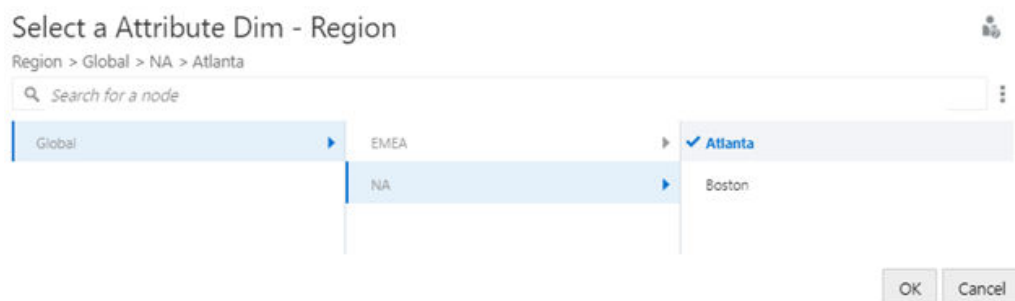 Select a Attribute Dim - Region
Region > Global > NA > Atlanta
Search for a node
Global
EMEA
Atlanta
NA
Boston
OK
Cancel